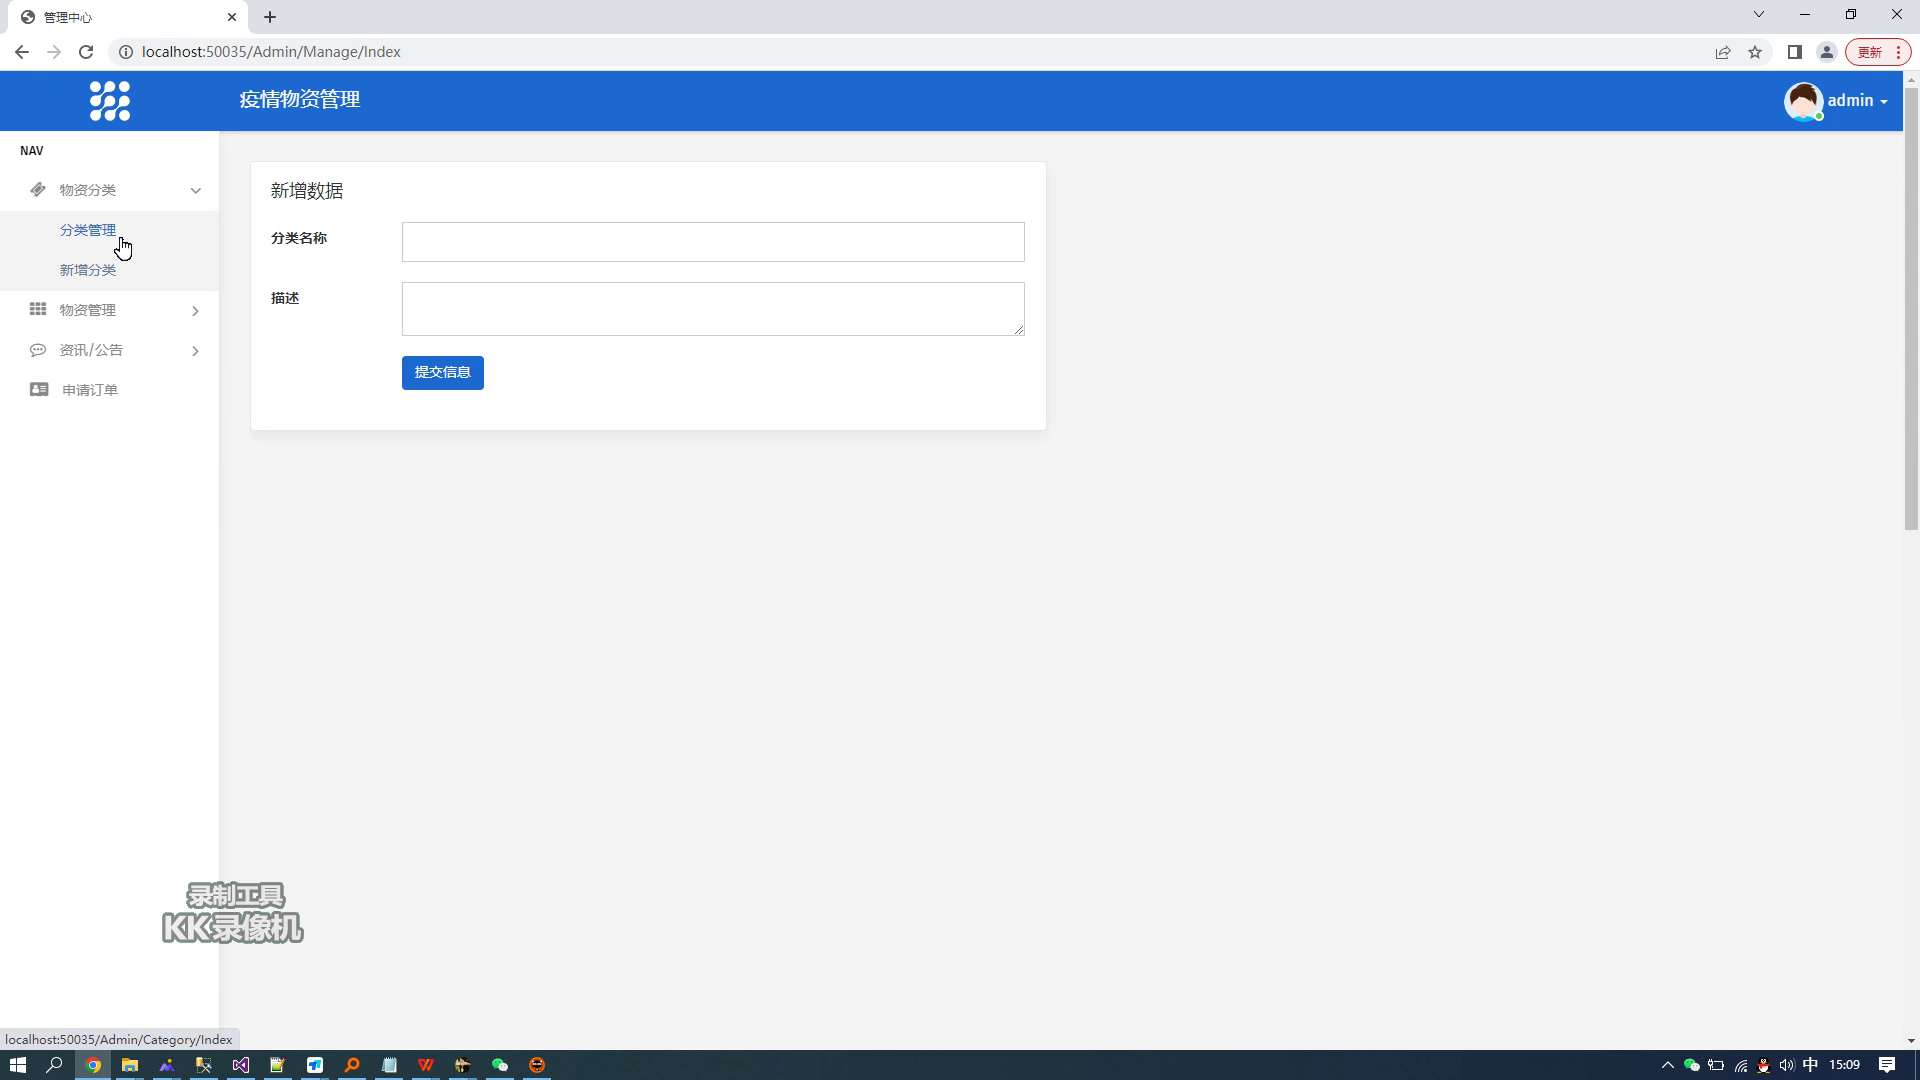 管理中心
localhost:50035/Admin/Manage/Index
更新
疫情物资管理
admin
NAV
物资分类
分类管理
新增分类
物资管理
资讯/公告
申请订单
新增数据
分类名称
描述
提交信息
录制工具
KK录像机
localhost:50035/Admin/Category/Index
中
15:09